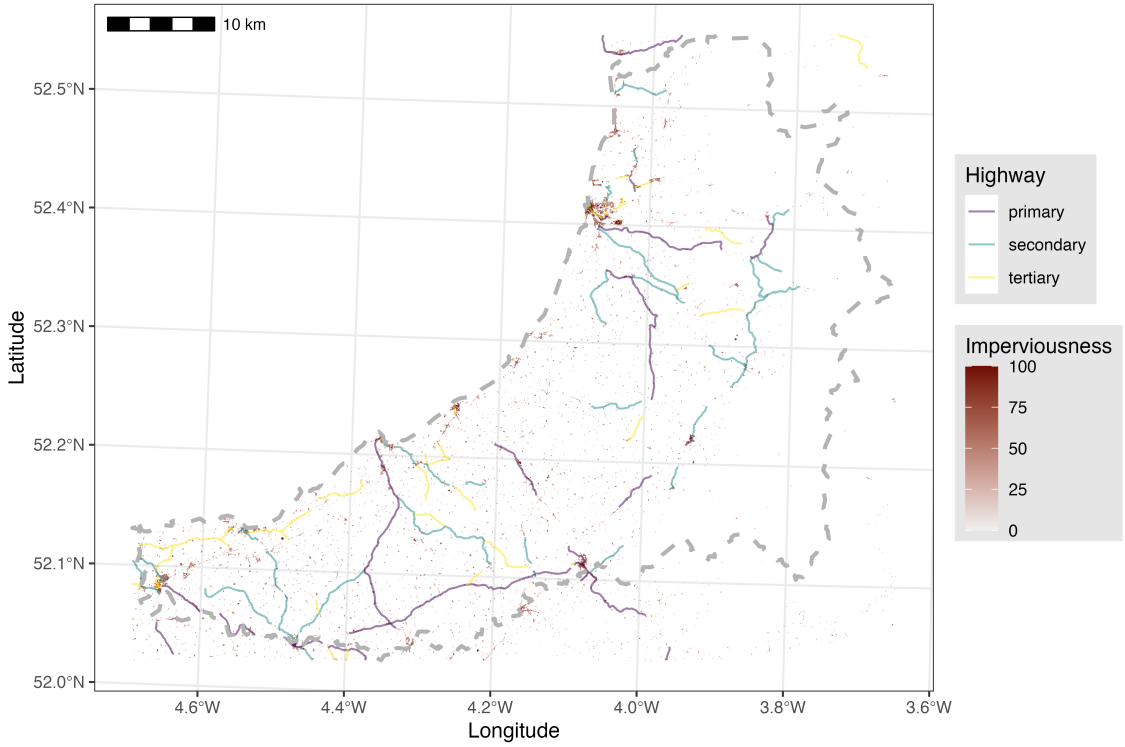 10 km
52.5°N
52.4°N
52.3°N
52.2°N
52.1°N
52.0°N
Latitude
4.6°W
4.4°W
4.2°W
4.0°W
3.8°W
3.6°W
Longitude
Highway
primary
secondary
tertiary
Imperviousness
100
75
50
25
0